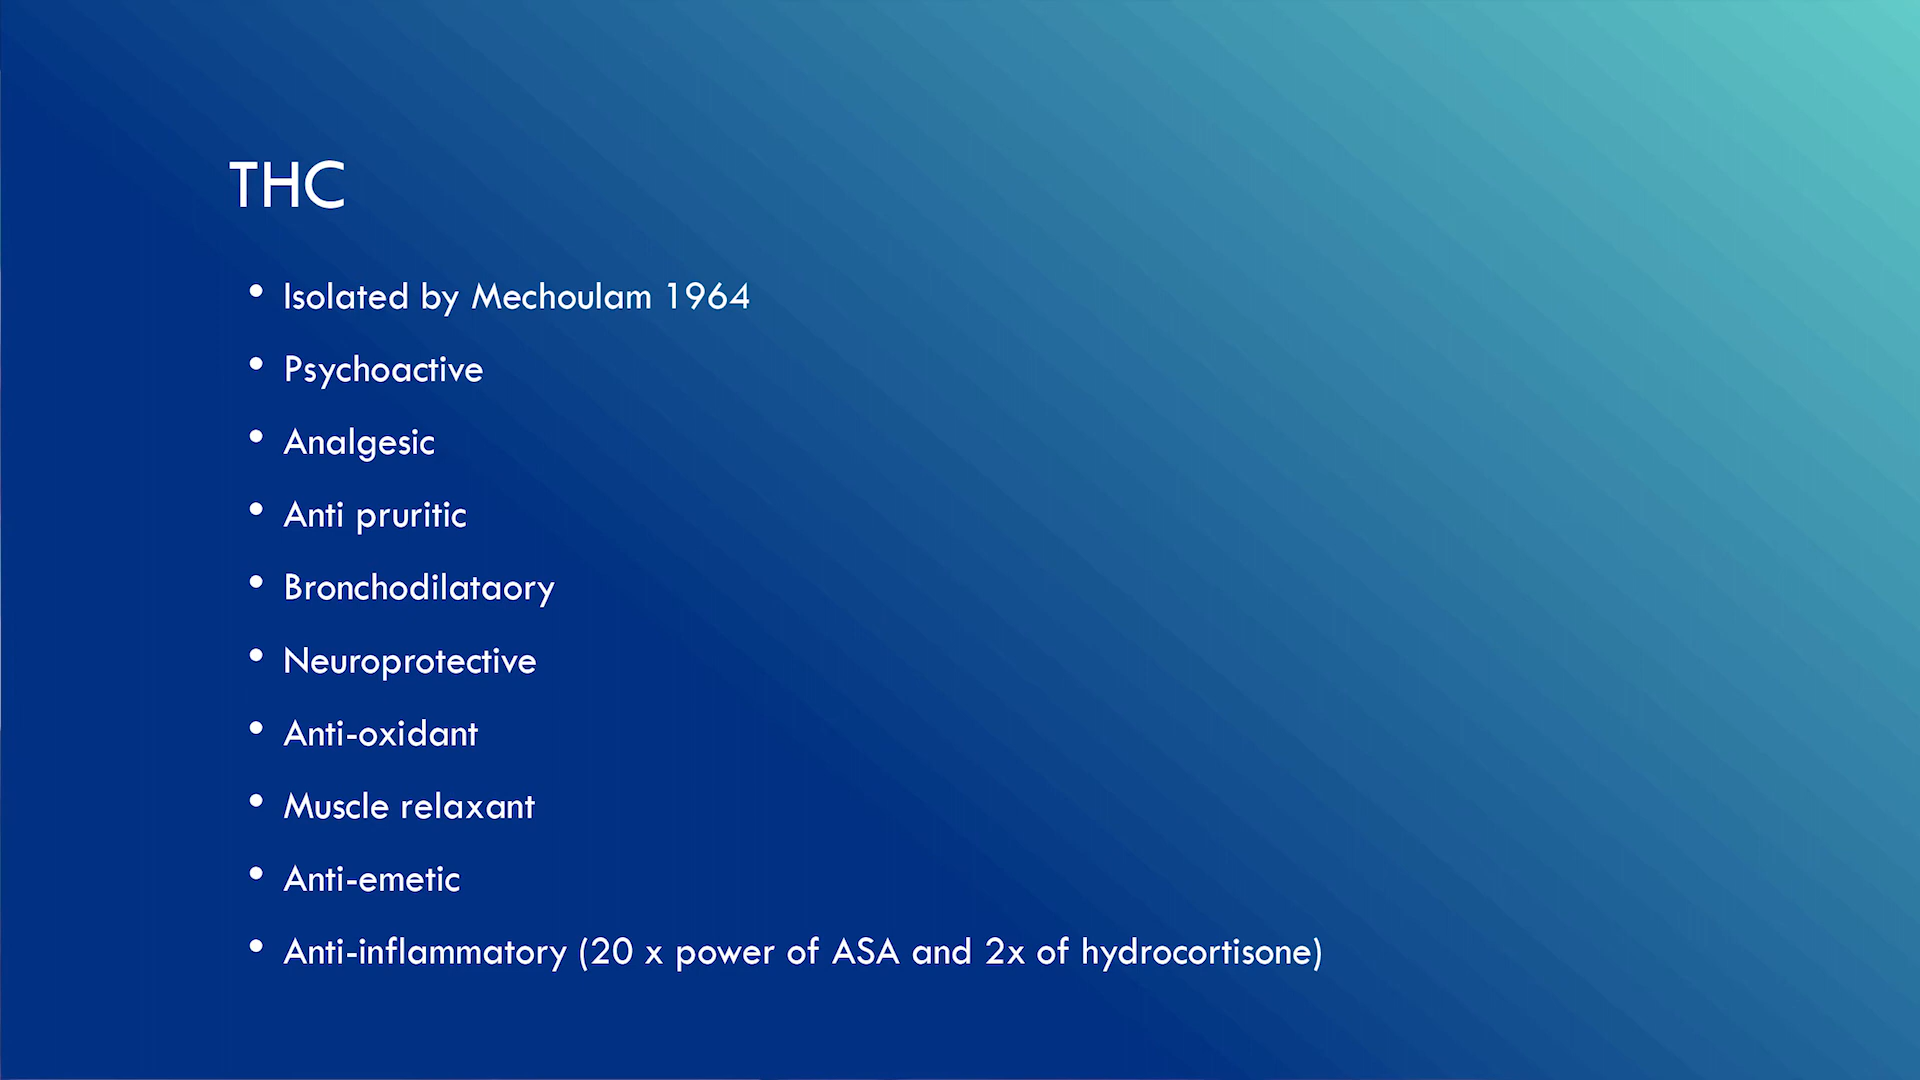 THC
• Isolated by Mechoulam 1964
• Psychoactive
• Analgesic
• Anti pruritic
• Bronchodilataory
• Neuroprotective
• Anti-oxidant
• Muscle relaxant
• Anti-emetic
• Anti-inflammatory (20 x power of ASA and 2x of hydrocortisone)